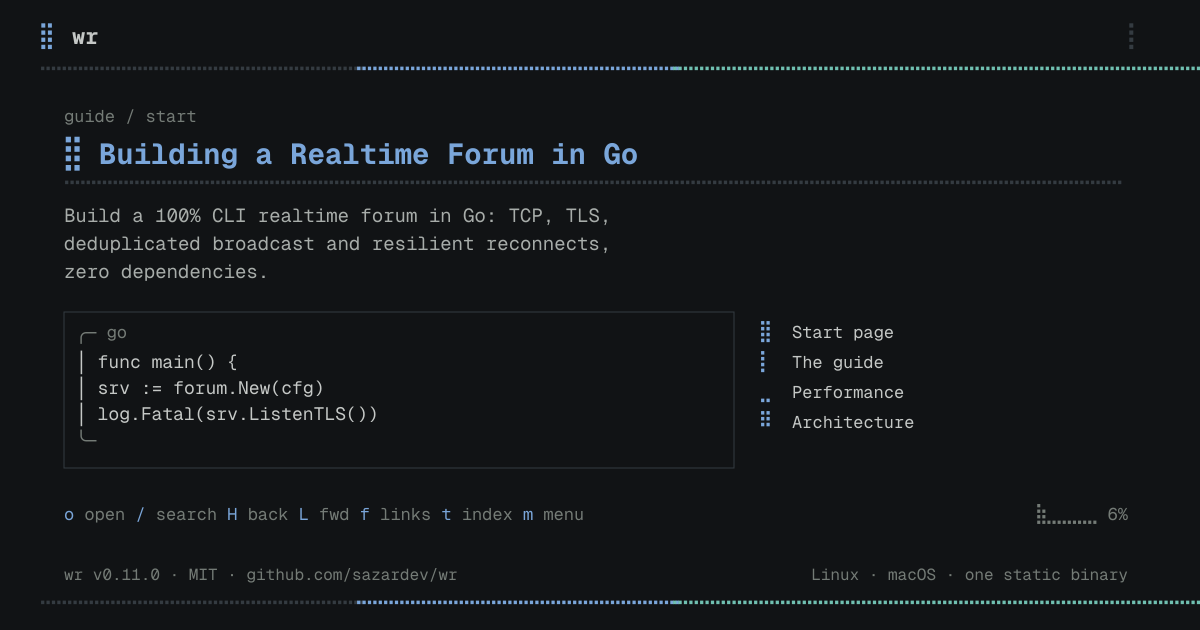 wr
guide / start
Building a Realtime Forum in Go
Build a 100% CLI realtime forum in Go: TCP, TLS,
deduplicated broadcast and resilient reconnects,
zero dependencies.
go
func main() {
srv := forum.New(cfg)
log.Fatal(srv.ListenTLS())
Start page
The guide
Performance
Architecture
o open / search H back L fwd f links t index m menu
6%
wr v0.11.0 · MIT · github.com/sazardev/wr
Linux · macOS · one static binary